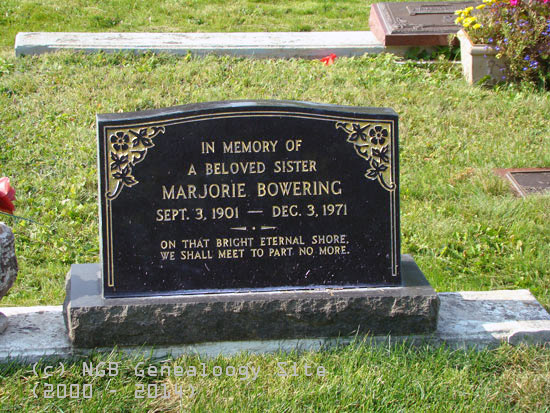 IN MEMORY OF
A BELOVED SISTER
MARJORIE BOWERING
SEPT. 3, 1901 — DEC. 3, 1971
ON THAT BRIGHT ETERNAL SHORE,
WE SHALL MEET TO PART NO MORE.
(c) NGB Genealogy Site
(2000 - 2014)